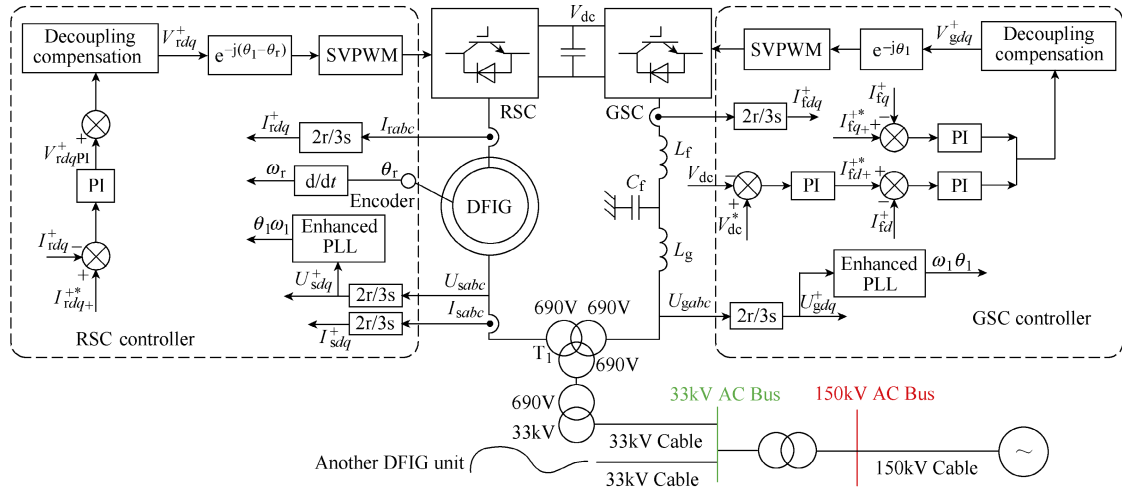 Decoupling compensation
V⁺rdq
e^−j(θ1−θr)
SVPWM
RSC
Vdc
GSC
SVPWM
e^−jθ1
V⁺gdq
Decoupling compensation
+
V⁺rdqPI
PI
I⁺rdq
−
+
I⁺*rdq+
RSC controller
I⁺rdq
2r/3s
Irabc
ωr
d/dt
θr
Encoder
DFIG
θ1ω1
Enhanced PLL
U⁺sdq
2r/3s
Usabc
I⁺sdq
2r/3s
Isabc
Lf
Cf
Lg
Ugabc
2r/3s
I⁺fdq
I⁺fq
I⁺*fq+
+
−
PI
Vdc
−
+
V*dc
PI
I⁺*fd+
+
−
I⁺fd
PI
Enhanced PLL
ω1θ1
2r/3s
U⁺gdq
GSC controller
690V
690V
T1
690V
690V
33kV
33kV AC Bus
150kV AC Bus
33kV Cable
Another DFIG unit
33kV Cable
150kV Cable
~